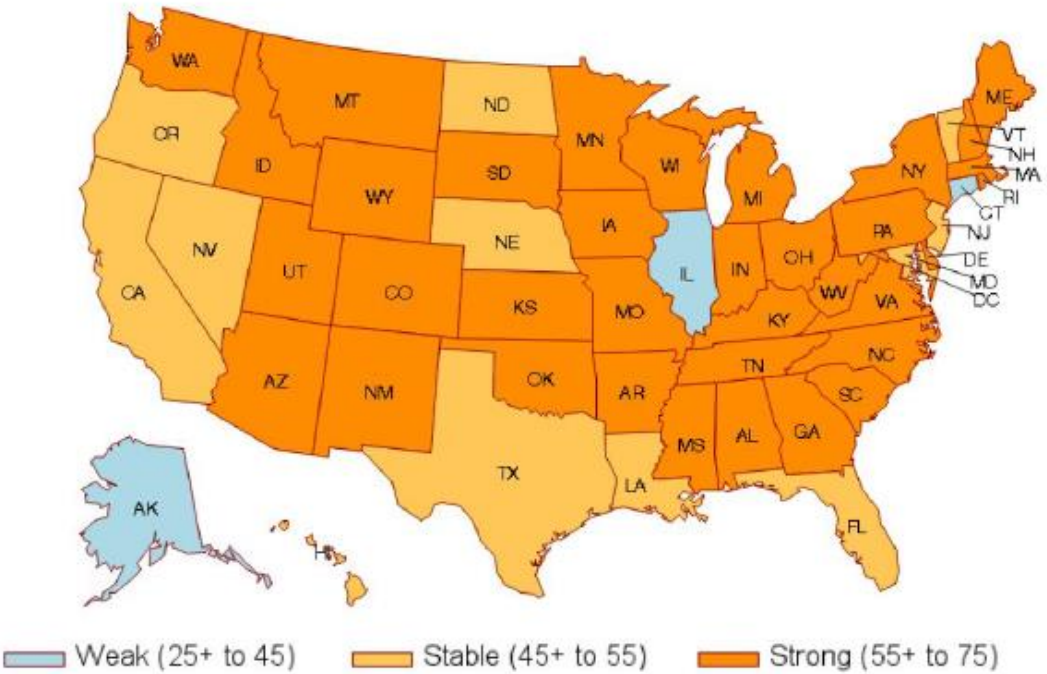 WA
MT
ND
MN
ME
OR
ID
SD
WI
MI
NY
VT
NH
MA
RI
CT
WY
NE
IA
PA
NJ
NV
UT
CO
KS
IL
IN
OH
DE
MD
DC
CA
MO
WV
VA
KY
AZ
NM
OK
AR
TN
NC
SC
MS
AL
GA
TX
LA
FL
AK
HI
Weak (25+ to 45)
Stable (45+ to 55)
Strong (55+ to 75)